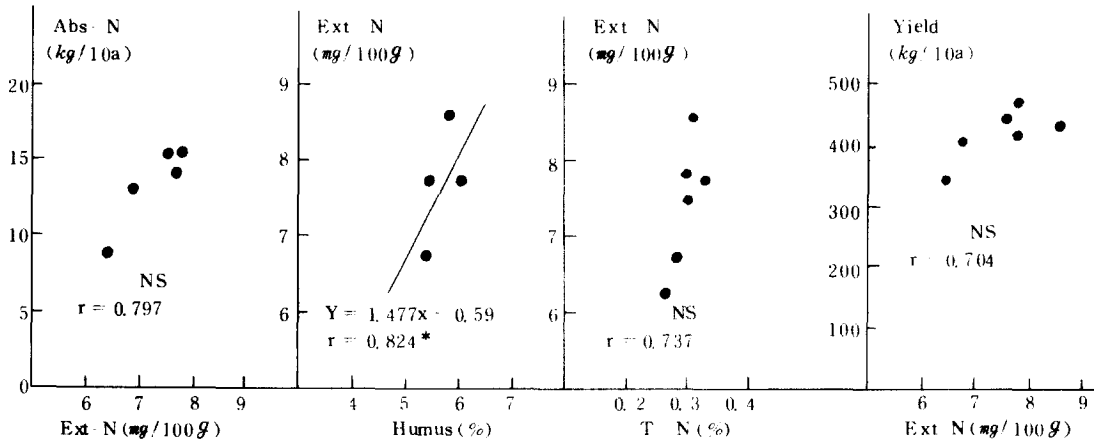 Abs-N
(kg/10a)
20
15
10
5
0
NS
r = 0.797
6 7 8 9
Ext-N (mg/100g)
Ext N
(mg/100g)
9
8
7
6
Y = 1.477x - 0.59
r = 0.824*
4 5 6 7
Humus (%)
Ext N
(mg/100g)
9
8
7
6
NS
r = 0.737
0.2 0.3 0.4
T N (%)
Yield
(kg/10a)
500
450
400
300
200
100
NS
r = 0.704
6 7 8 9
Ext N (mg/100g)